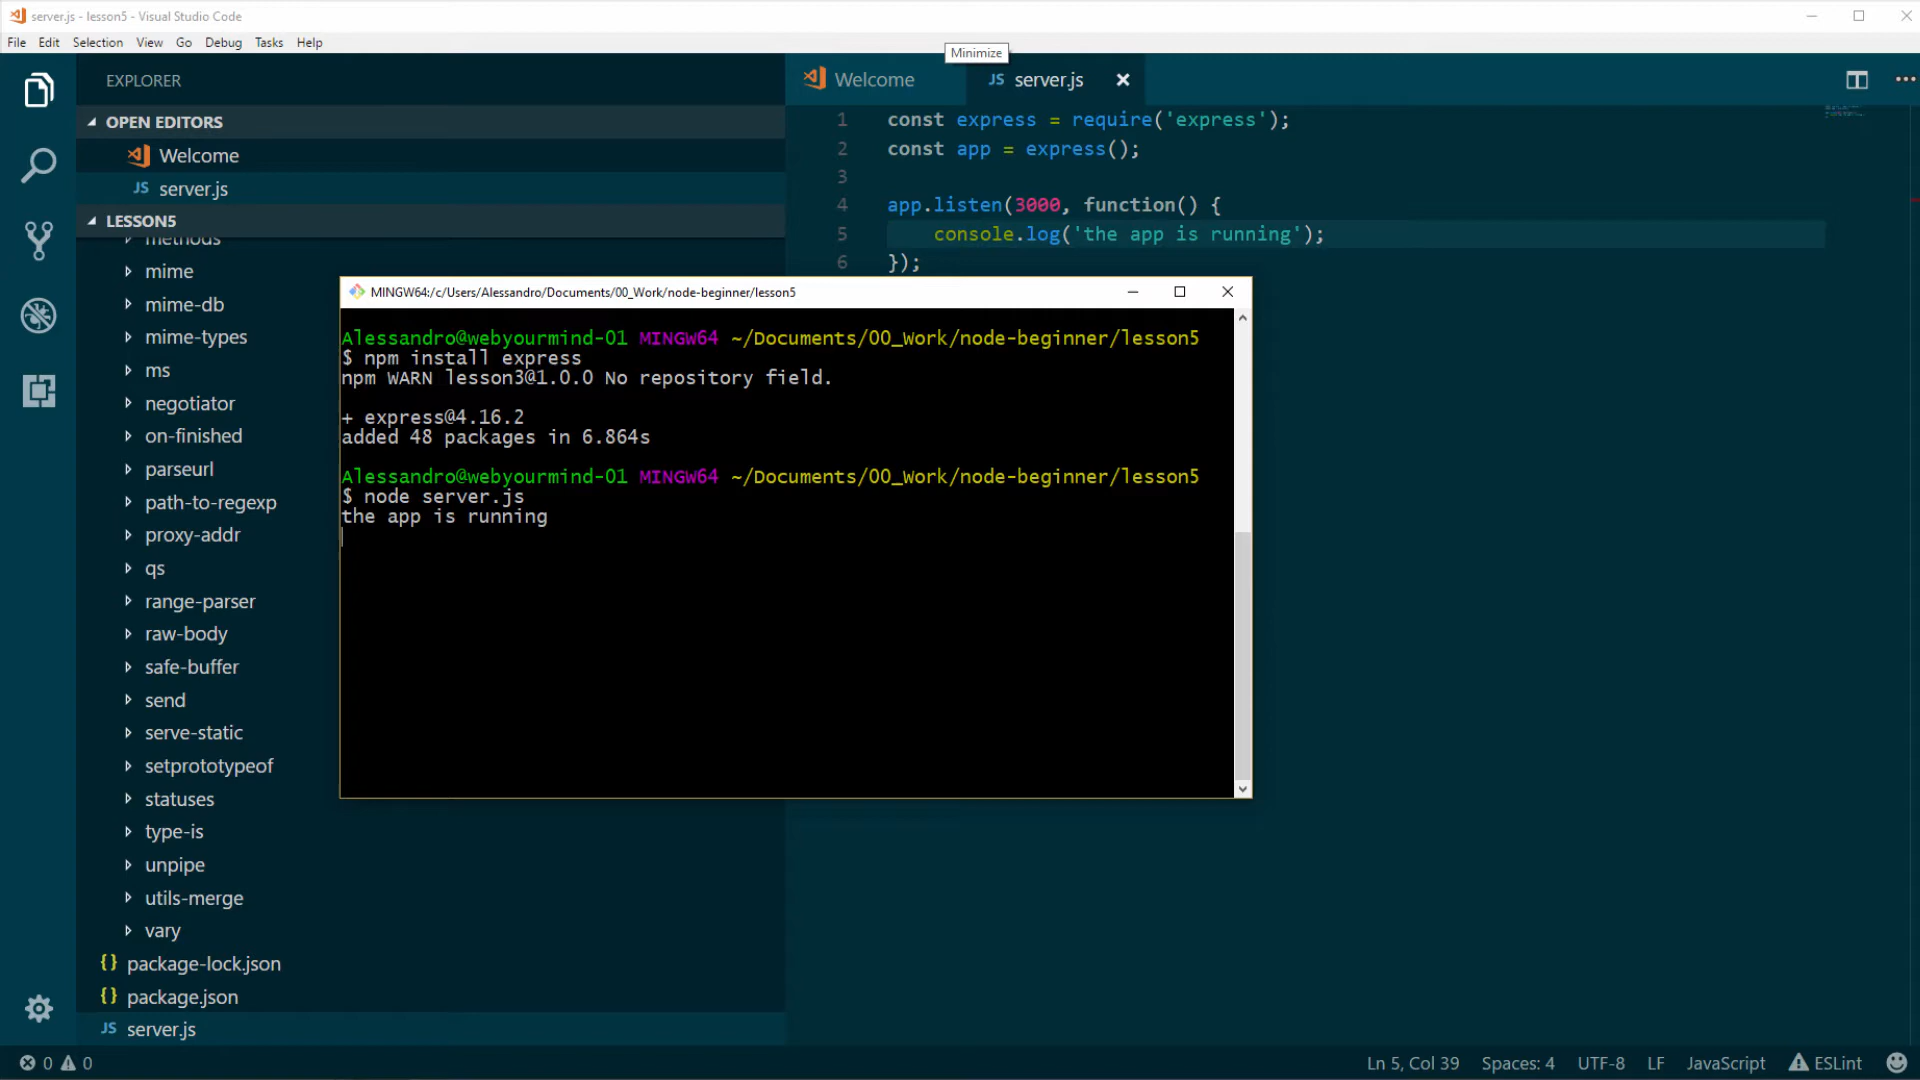 server.js - lesson5 - Visual Studio Code
File Edit Selection View Go Debug Tasks Help
Minimize
EXPLORER
OPEN EDITORS
Welcome
JS server.js
LESSON5
methods
mime
mime-db
mime-types
ms
negotiator
on-finished
parseurl
path-to-regexp
proxy-addr
qs
range-parser
raw-body
safe-buffer
send
serve-static
setprototypeof
statuses
type-is
unpipe
utils-merge
vary
{} package-lock.json
{} package.json
JS server.js
Welcome JS server.js
1 const express = require('express');
2 const app = express();
3
4 app.listen(3000, function() {
5 console.log('the app is running');
6 });
MINGW64:/c/Users/Alessandro/Documents/00_Work/node-beginner/lesson5
Alessandro@webyourmind-01 MINGW64 ~/Documents/00_Work/node-beginner/lesson5
$ npm install express
npm WARN lesson3@1.0.0 No repository field.
+ express@4.16.2
added 48 packages in 6.864s
Alessandro@webyourmind-01 MINGW64 ~/Documents/00_Work/node-beginner/lesson5
$ node server.js
the app is running
0 0 Ln 5, Col 39 Spaces: 4 UTF-8 LF JavaScript ESLint